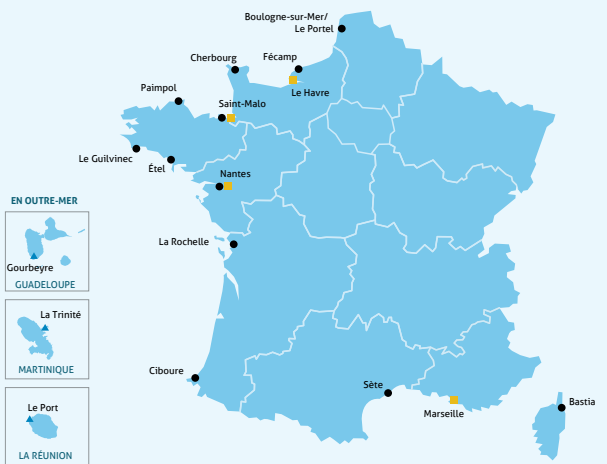 Boulogne-sur-Mer/
Le Portel
Cherbourg
Fécamp
Le Havre
Paimpol
Saint-Malo
Le Guilvinec
Étel
Nantes
EN OUTRE-MER
La Rochelle
Gourbeyre
GUADELOUPE
La Trinité
MARTINIQUE
Ciboure
Sète
Marseille
Bastia
Le Port
LA RÉUNION